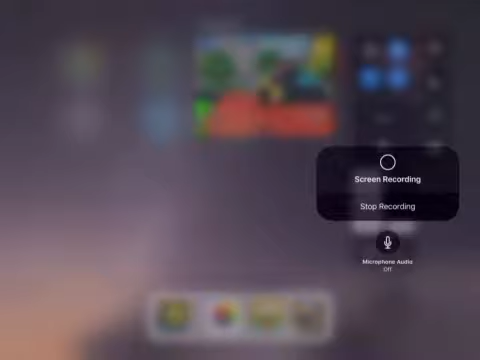 Screen Recording
Stop Recording
Microphone Audio
Off